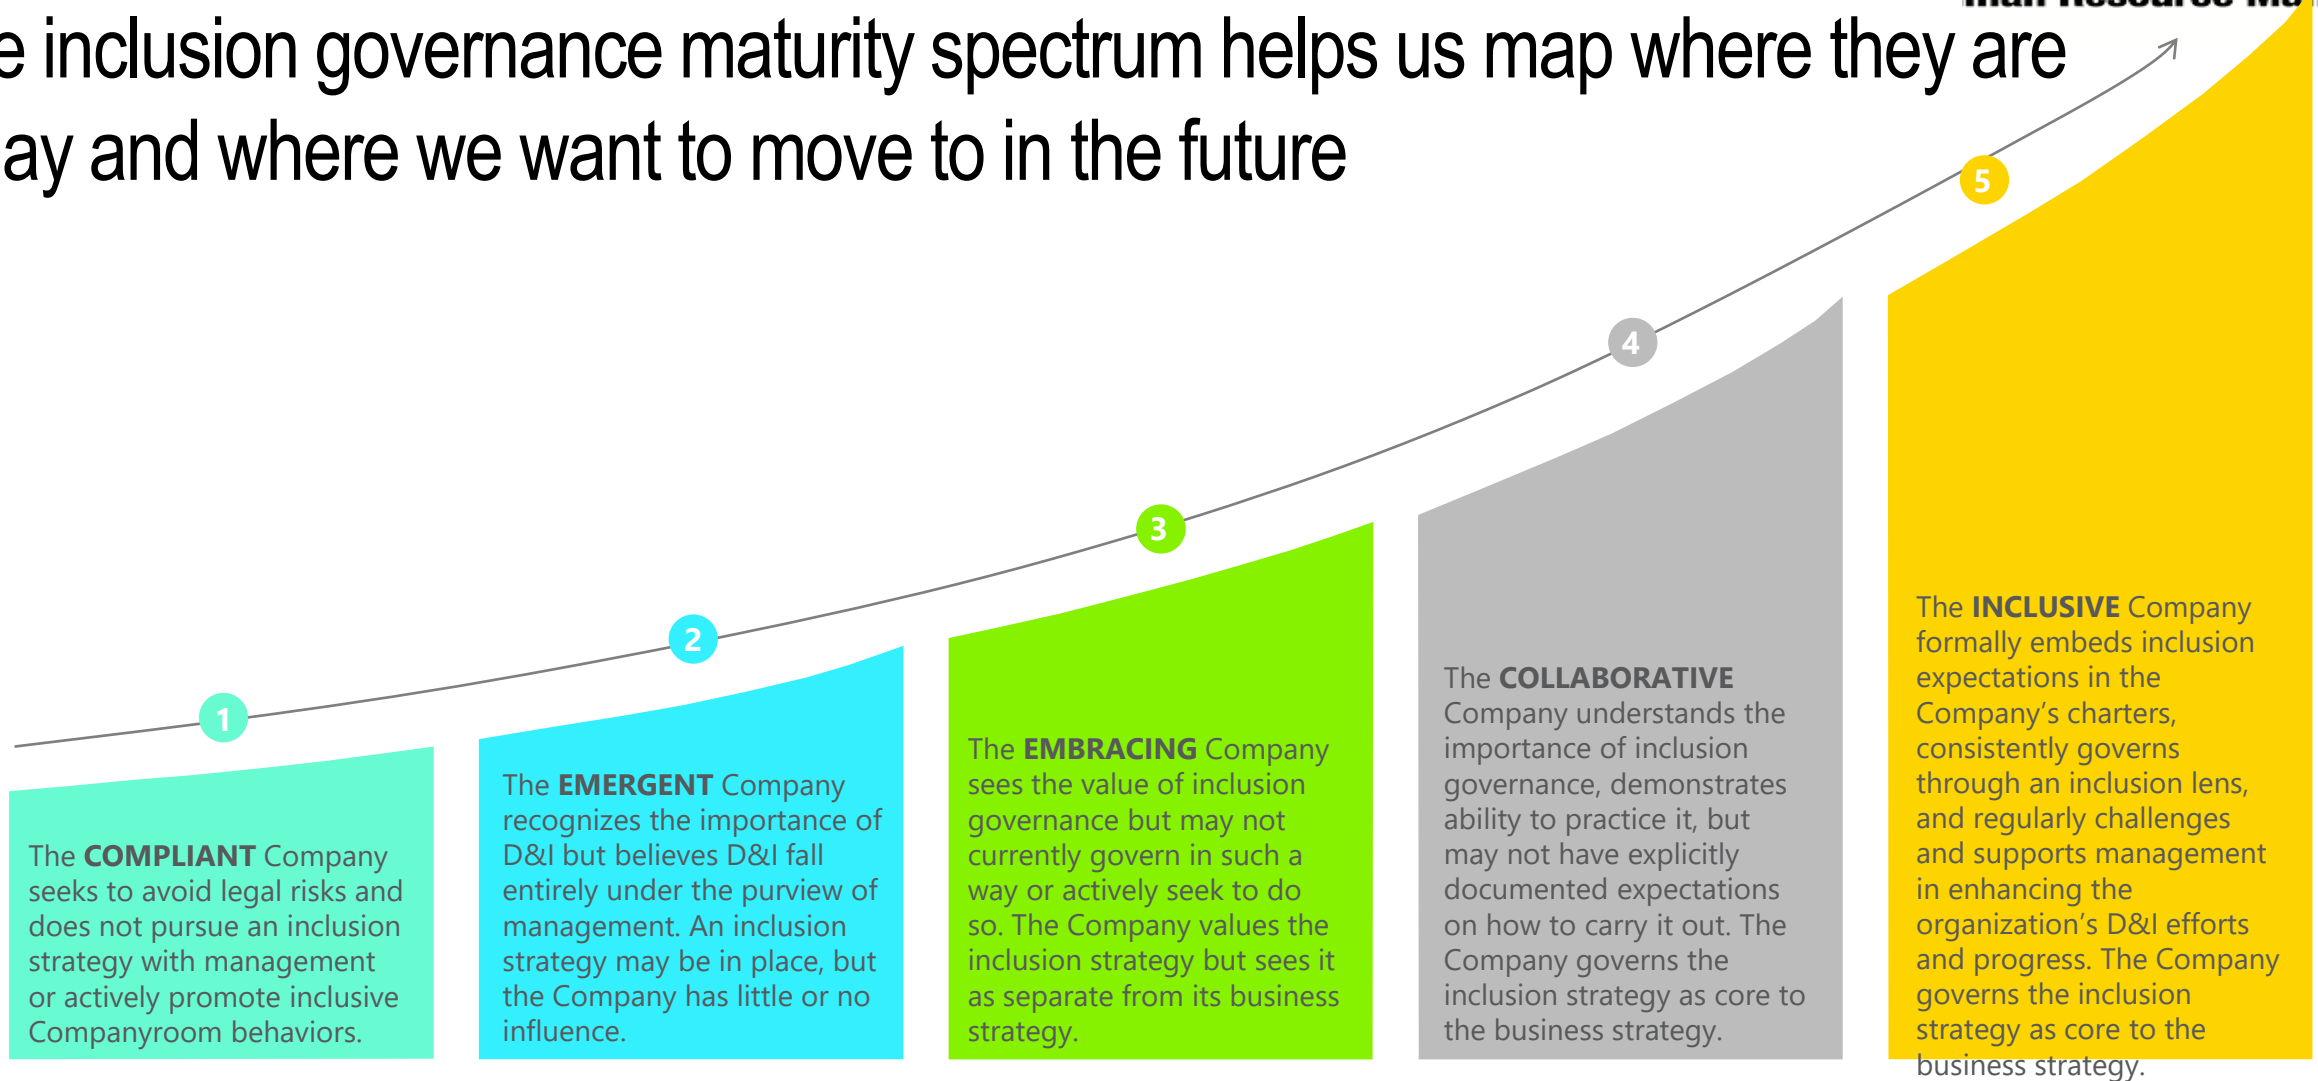 e inclusion governance maturity spectrum helps us map where they are
ay and where we want to move to in the future
5
4
3
2
1
The COMPLIANT Company
seeks to avoid legal risks and
does not pursue an inclusion
strategy with management
or actively promote inclusive
Companyroom behaviors.
The EMERGENT Company
recognizes the importance of
D&I but believes D&I fall
entirely under the purview of
management. An inclusion
strategy may be in place, but
the Company has little or no
influence.
The EMBRACING Company
sees the value of inclusion
governance but may not
currently govern in such a
way or actively seek to do
so. The Company values the
inclusion strategy but sees it
as separate from its business
strategy.
The COLLABORATIVE
Company understands the
importance of inclusion
governance, demonstrates
ability to practice it, but
may not have explicitly
documented expectations
on how to carry it out. The
Company governs the
inclusion strategy as core to
the business strategy.
The INCLUSIVE Company
formally embeds inclusion
expectations in the
Company’s charters,
consistently governs
through an inclusion lens,
and regularly challenges
and supports management
in enhancing the
organization’s D&I efforts
and progress. The Company
governs the inclusion
strategy as core to the
business strategy.